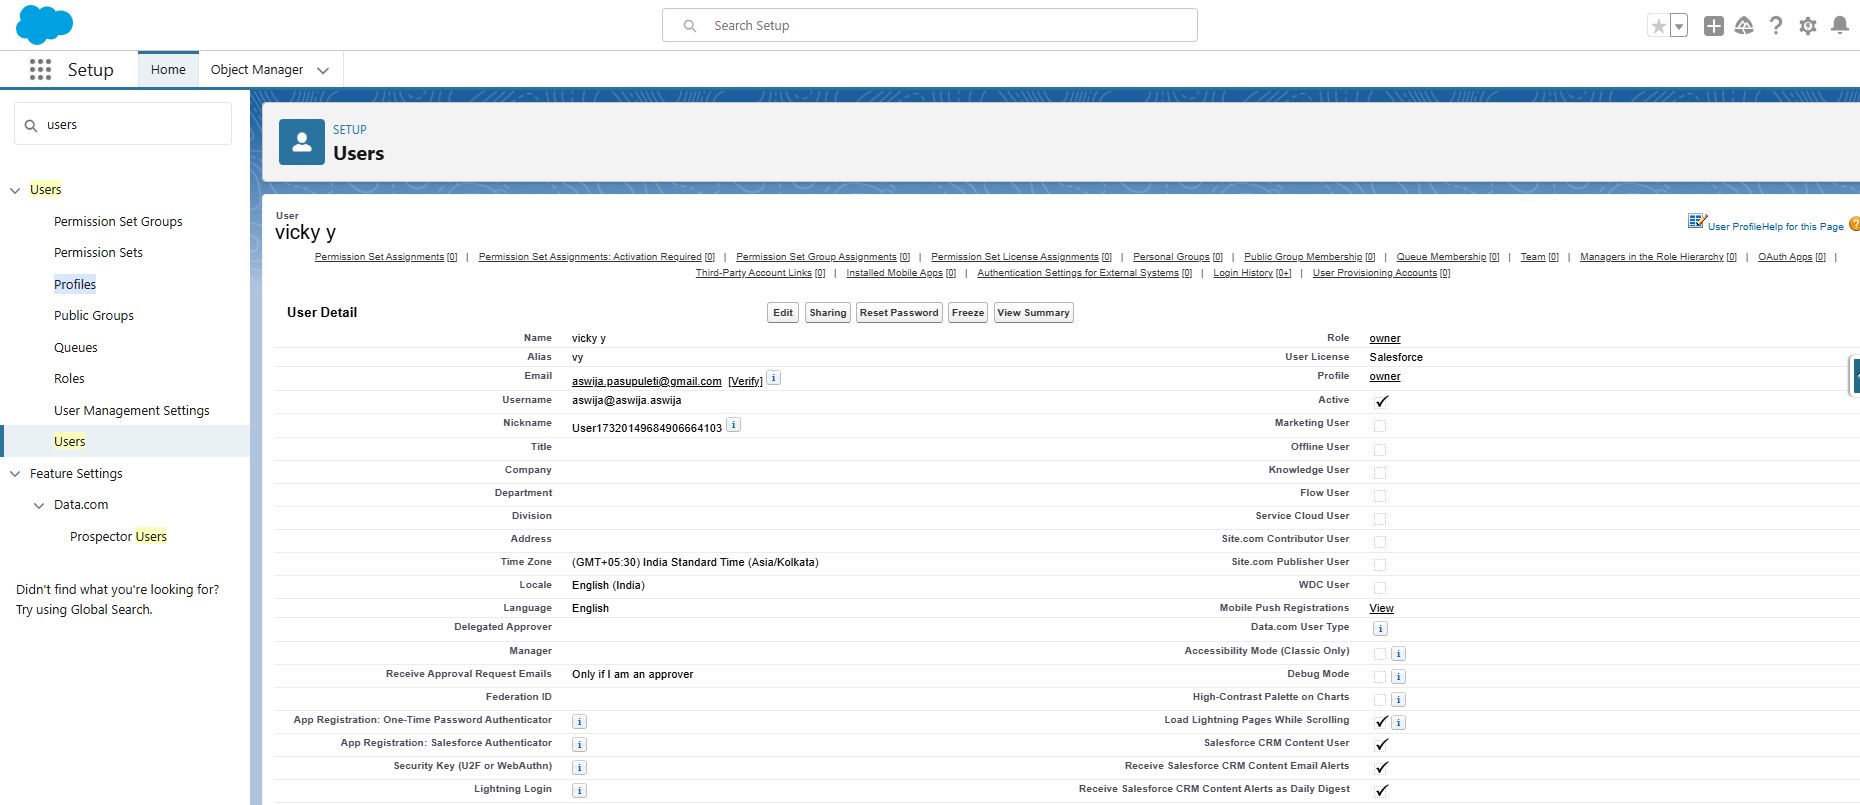 Search Setup
Setup
Home
Object Manager
users
Users
Permission Set Groups
Permission Sets
Profiles
Public Groups
Queues
Roles
User Management Settings
Users
Feature Settings
Data.com
Prospector Users
Didn't find what you're looking for?
Try using Global Search.
SETUP
Users
User
vicky y
User Profile Help for this Page
Permission Set Assignments [0] | Permission Set Assignments: Activation Required [0] | Permission Set Group Assignments [0] | Permission Set License Assignments [0] | Personal Groups [0] | Public Group Membership [0] | Queue Membership [0] | Team [0] | Managers in the Role Hierarchy [0] | OAuth Apps [0] |
Third-Party Account Links [0] | Installed Mobile Apps [0] | Authentication Settings for External Systems [0] | Login History [0+] | User Provisioning Accounts [0]
User Detail
Edit Sharing Reset Password Freeze View Summary
Name vicky y Role owner
Alias vy User License Salesforce
Email aswija.pasupuleti@gmail.com [Verify] i Profile owner
Username aswija@aswija.aswija Active
Nickname User17320149684906664103 i Marketing User
Title Offline User
Company Knowledge User
Department Flow User
Division Service Cloud User
Address Site.com Contributor User
Time Zone (GMT+05:30) India Standard Time (Asia/Kolkata) Site.com Publisher User
Locale English (India) WDC User
Language English Mobile Push Registrations View
Delegated Approver Data.com User Type i
Manager Accessibility Mode (Classic Only) i
Receive Approval Request Emails Only if I am an approver Debug Mode i
Federation ID High-Contrast Palette on Charts i
App Registration: One-Time Password Authenticator i Load Lightning Pages While Scrolling i
App Registration: Salesforce Authenticator i Salesforce CRM Content User
Security Key (U2F or WebAuthn) i Receive Salesforce CRM Content Email Alerts
Lightning Login i Receive Salesforce CRM Content Alerts as Daily Digest